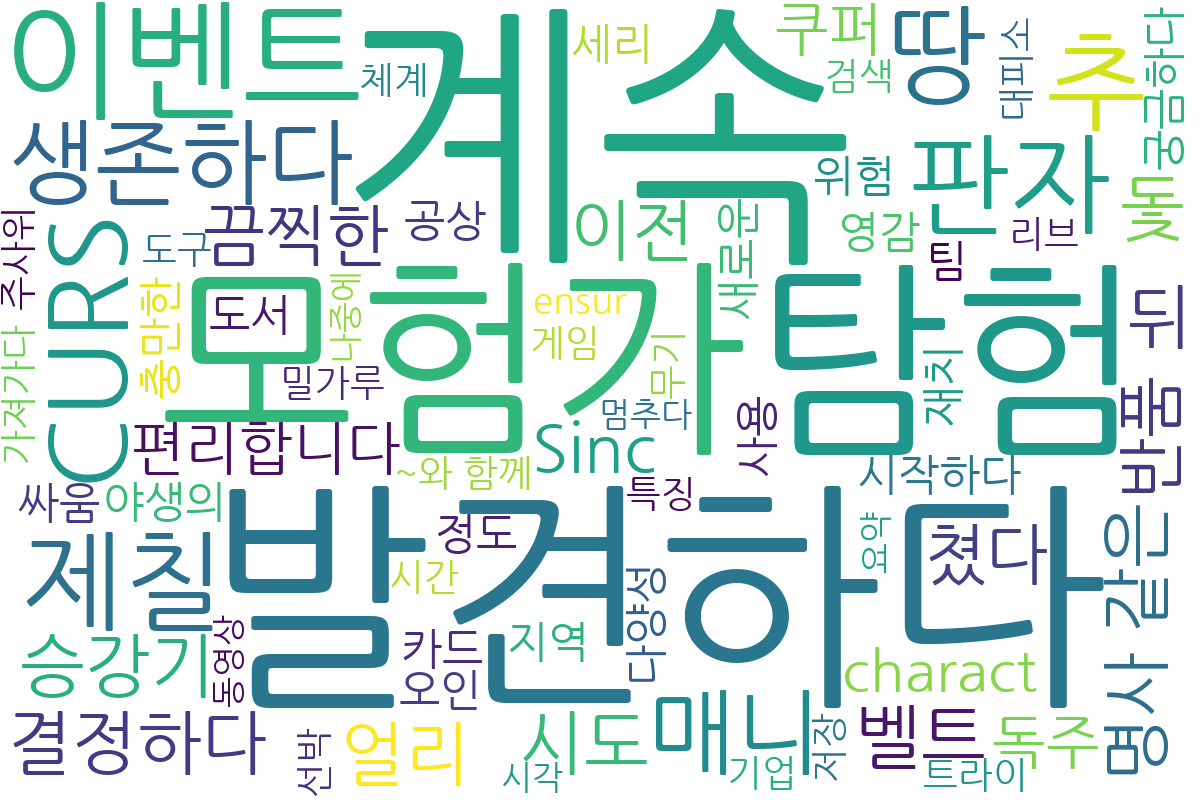 이벤트
계속
세리
체계
쿠퍼
검색
땅
대피소
추
궁금하다
생존하다
끔찍한
공상
이전
새로운
위험
영감
판자
리브
팀
돛
주사위
도구
CURS
충만한
도서
나중에
모험가
탐험
ensur
게임
무기
밀가루
멈추다
뒤
가져가다
편리합니다
~와 함께
Sinc
사용
재치
시작하다
반품
싸움
야생의
정도
특징
발견하다
제칠
시간
요약
쳤다
명사 같은
승강기
동영상
카드
오인
지역
다양성
charact
결정하다
선박
얼리
시도
시각
매니
기업
저장
벨트
트라이
독주